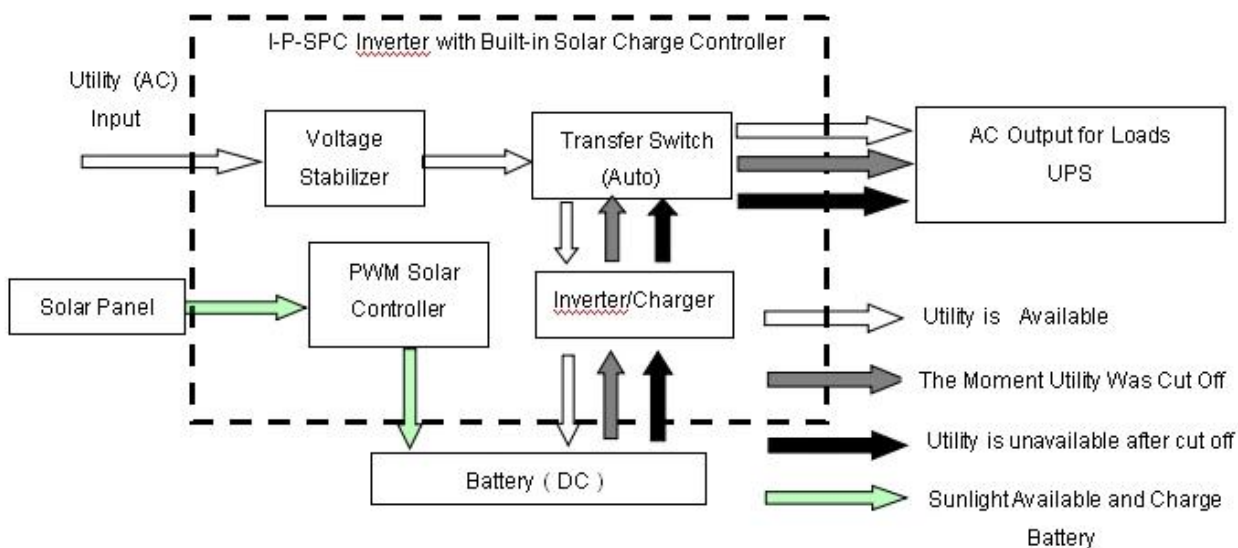 I-P-SPC Inverter with Built-in Solar Charge Controller
Utility (AC)
Input
Voltage
Stabilizer
Transfer Switch
(Auto)
AC Output for Loads
UPS
Solar Panel
PWM Solar
Controller
Inverter/Charger
Battery ( DC )
Utility is Available
The Moment Utility Was Cut Off
Utility is unavailable after cut off
Sunlight Available and Charge
Battery